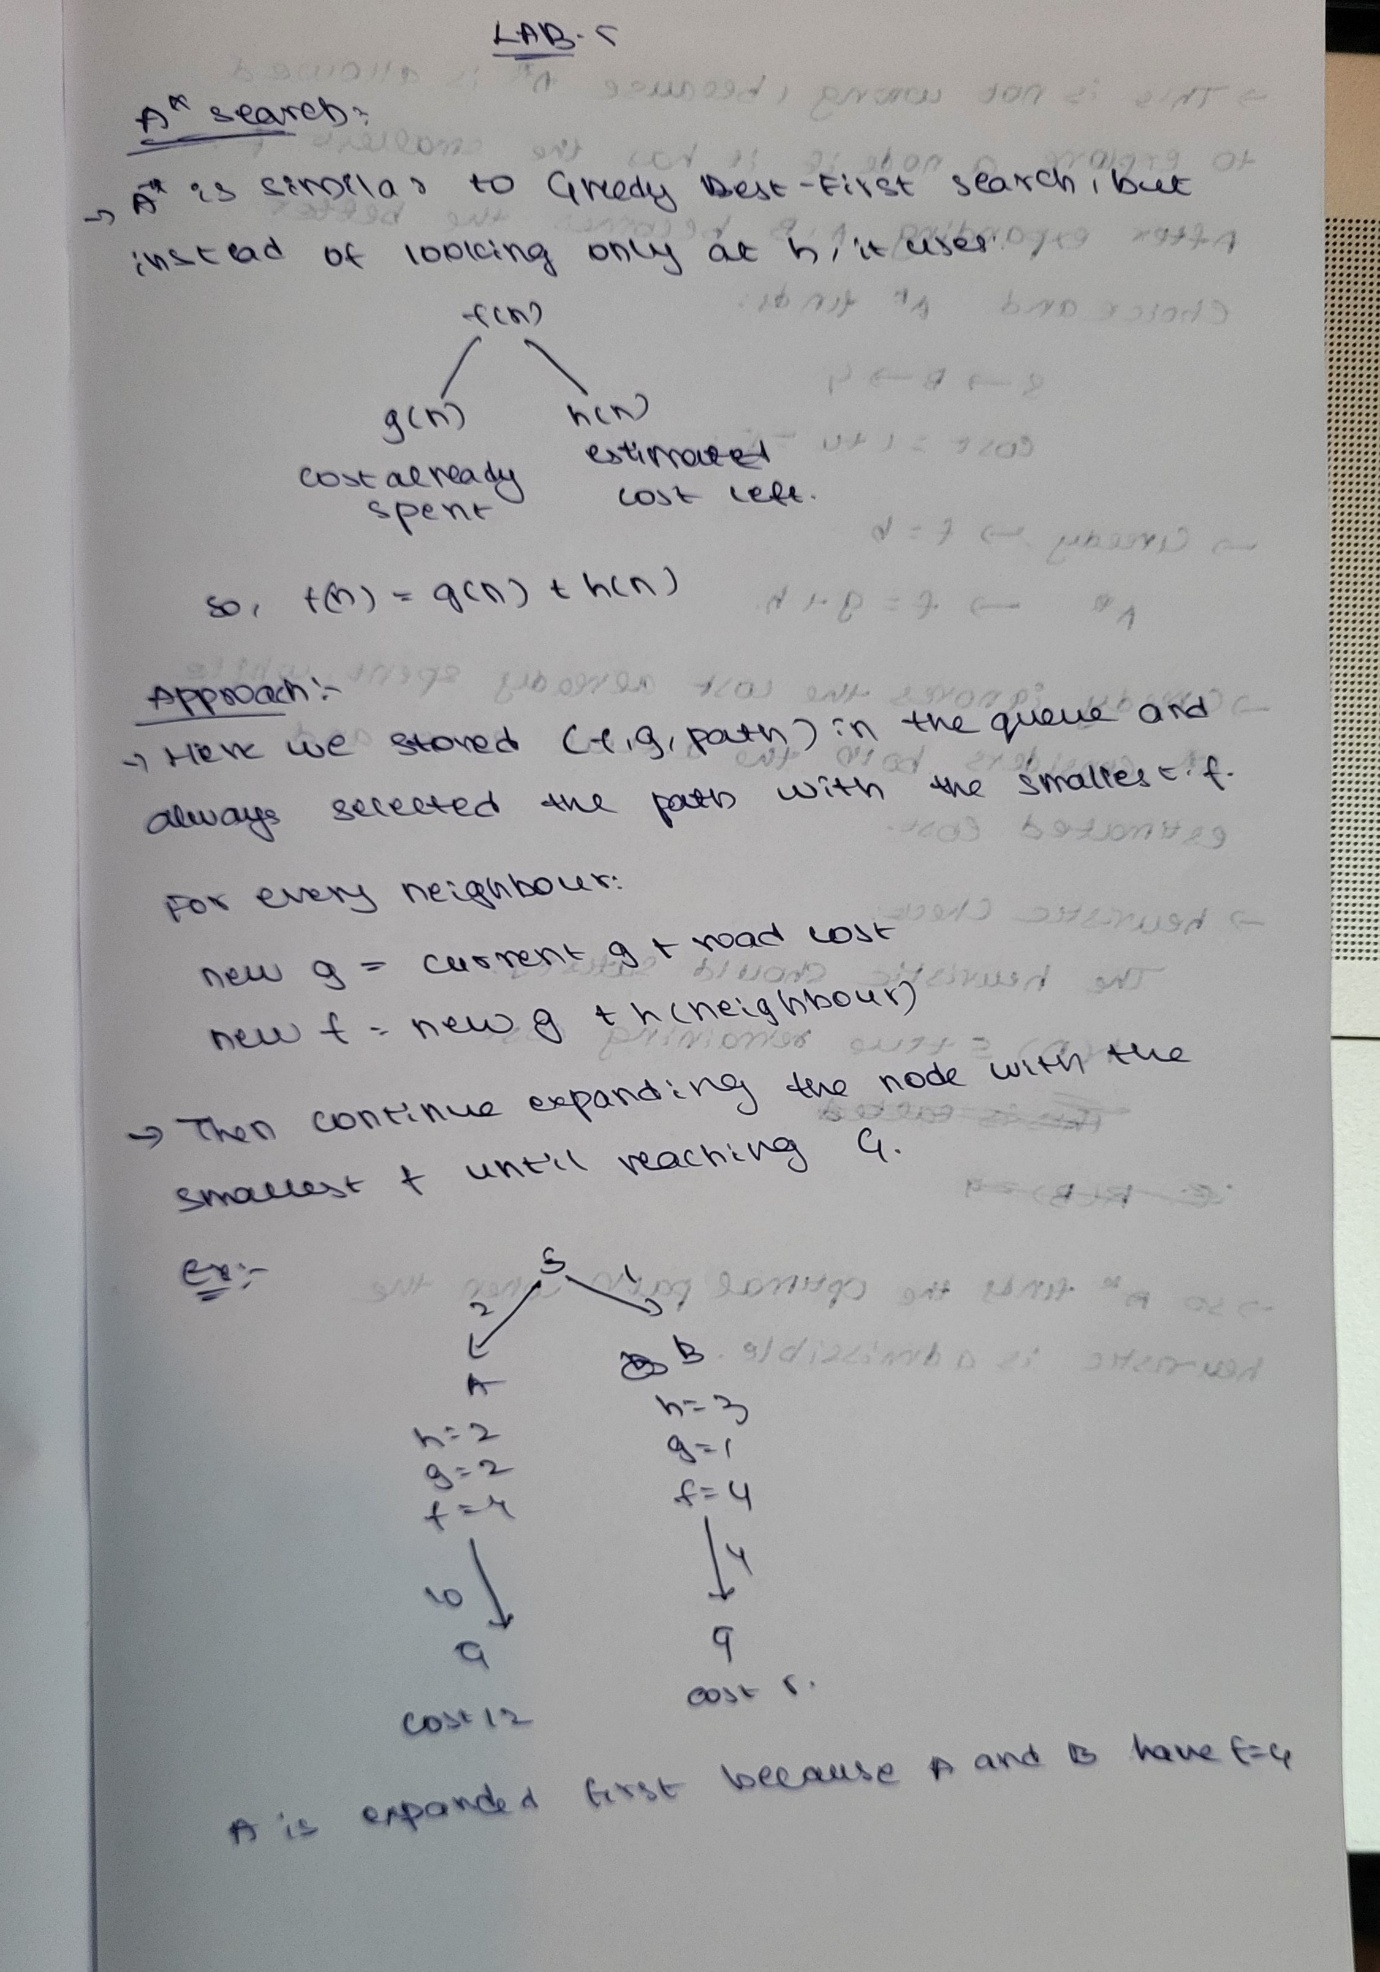 LAB-5
A* search:
→ A* is similar to Greedy Best-First search, but
instead of looking only at h, it uses:
f(n)
g(n) h(n)
cost already estimated
spent cost left.
so, f(n) = g(n) + h(n)
Approach:-
→ Here we stored (f,g,path) in the queue and
always selected the path with the smallest f.
For every neighbour:
new g = current g + road cost
new f = new g + h(neighbour)
→ Then continue expanding the node with the
smallest f until reaching G.
Ex:-
S
2 1
A B
h=2 h=3
g=2 g=1
f=4 f=4
10 4
G G
cost 12 cost 5.
A is expanded first because A and B have f=4